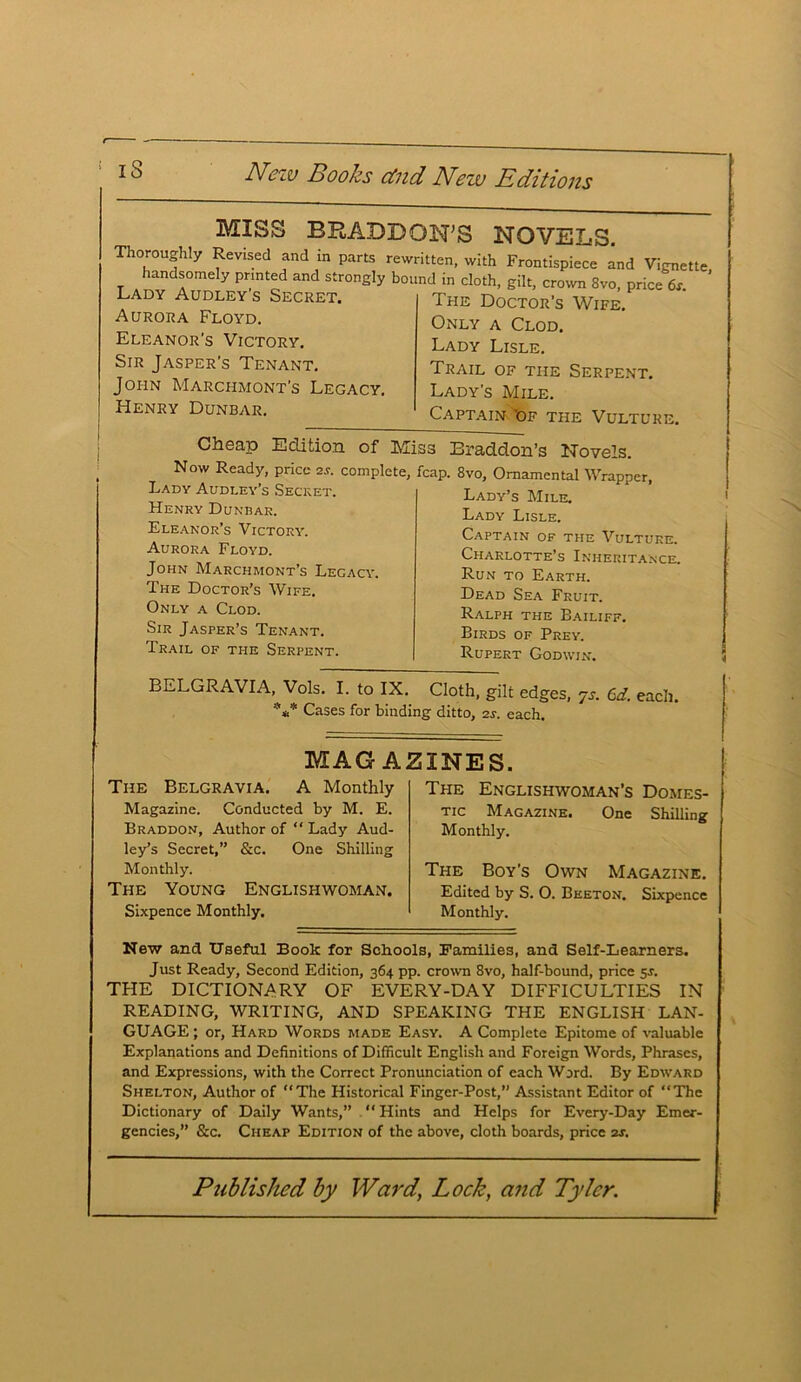 18 New Books and New Editions
MISS BRADDON'S NOVELS.
Thoroughly Revised and in parts rewritten, with Frontispiece and Vignette,
handsomely printed and strongly bound in cloth, gilt, crown 8vo, price 6s.
LADY AUDLEY'S SECRET.
AURORA FLOYD.
ELEANOR'S VICTORY.
SIR JASPER'S TENANT.
JOHN MARCHMONT'S LEGACY.
HENRY DUNBAR.
THE DOCTOR'S WIFE.
ONLY A CLOD.
LADY LISLE.
TRAIL OF THE SERPENT.
LADY'S MILE.
CAPTAIN OF THE VULTURE.
Cheap Edition of Miss Braddon's Novels.
Now Ready, price 2s. complete, fcap. 8vo, Ornamental Wrapper,
LADY AUDLEY'S SECRET.
HENRY DUNBAR.
ELEANOR'S VICTORY.
AURORA FLOYD.
JOHN MARCHMONT'S LEGACY.
THE DOCTOR'S WIFE.
ONLY A CLOD.
SIR JASPER'S TENANT.
TRAIL OF THE SERPENT.
LADY'S MILE.
LADY LISLE.
CAPTAIN OF THE VULTURE.
CHARLOTTE'S INHERITANCE.
RUN TO EARTH.
DEAD SEA FRUIT.
RALPH THE BAILIFF.
BIRDS OF PREY.
RUPERT GODWIN.
BELGRAVIA, Vols. I. to IX. Cloth, gilt edges, 7s. 6d. each.
*** Cases for binding ditto, 2s. each.
MAGAZINES.
THE BELGRAVIA. A Monthly
Magazine. Conducted by M. E.
BRADDON, Author of "Lady Aud-
ley's Secret," &c. One Shilling
Monthly.
THE YOUNG ENGLISHWOMAN.
Sixpence Monthly.
THE ENGLISHWOMAN'S DOMES-
TIC MAGAZINE. One Shilling
Monthly.
THE BOY'S OWN MAGAZINE.
Edited by S. O. BEETON. Sixpence
Monthly.
New and Useful Book for Schools, Families, and Self-Learners.
Just Ready, Second Edition, 364 pp. crown 8vo, half-bound, price 5s.
THE DICTIONARY OF EVERY-DAY DIFFICULTIES IN
READING, WRITING, AND SPEAKING THE ENGLISH LAN-
GUAGE; or, HARD WORDS MADE EASY. A Complete Epitome of valuable
Explanations and Definitions of Difficult English and Foreign Words, Phrases,
and Expressions, with the Correct Pronunciation of each Word. By EDWARD
SHELTON, Author of "The Historical Finger-Post," Assistant Editor of "The
Dictionary of Daily Wants," "Hints and Helps for Every-Day Emer-
gencies," &c. CHEAP EDITION of the above, cloth boards, price 2s.
Published by Ward, Lock, and Tyler.